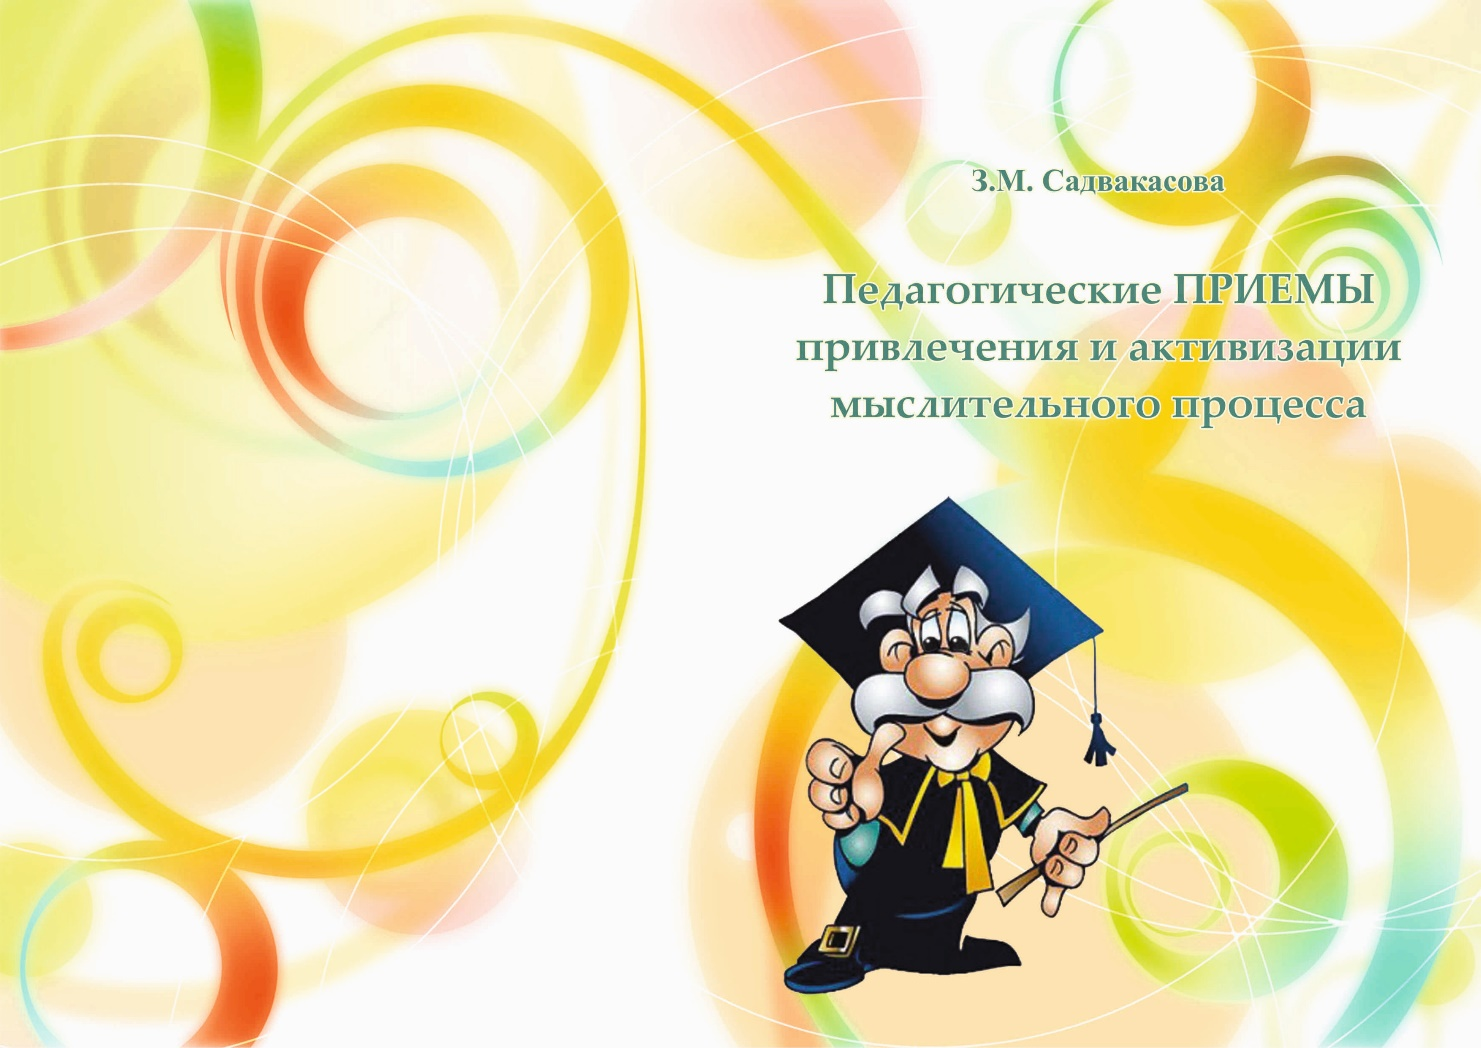 З.М. Садвакасова
Педагогические ПРИЕМЫ
привлечения и активизации
мыслительного процесса